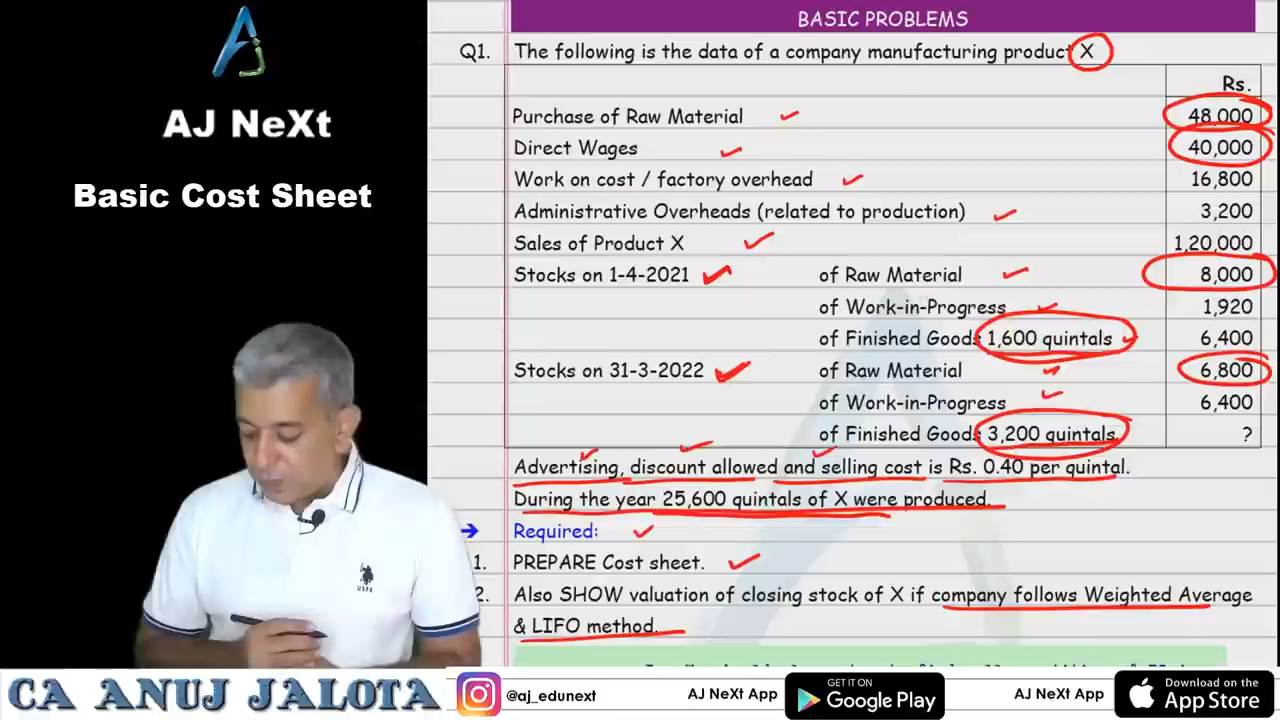 BASIC PROBLEMS
Aj
AJ NeXt
Basic Cost Sheet
Q1. The following is the data of a company manufacturing product X
Rs.
Purchase of Raw Material 48,000
Direct Wages 40,000
Work on cost / factory overhead 16,800
Administrative Overheads (related to production) 3,200
Sales of Product X 1,20,000
Stocks on 1-4-2021 of Raw Material 8,000
of Work-in-Progress 1,920
of Finished Goods 1,600 quintals 6,400
Stocks on 31-3-2022 of Raw Material 6,800
of Work-in-Progress 6,400
of Finished Goods 3,200 quintals ?
Advertising, discount allowed and selling cost is Rs. 0.40 per quintal.
During the year 25,600 quintals of X were produced.
→ Required:
1. PREPARE Cost sheet.
2. Also SHOW valuation of closing stock of X if company follows Weighted Average
& LIFO method.
USPA
CA ANUJ JALOTA
@aj_edunext
AJ NeXt App
GET IT ON
Google Play
AJ NeXt App
Download on the
App Store